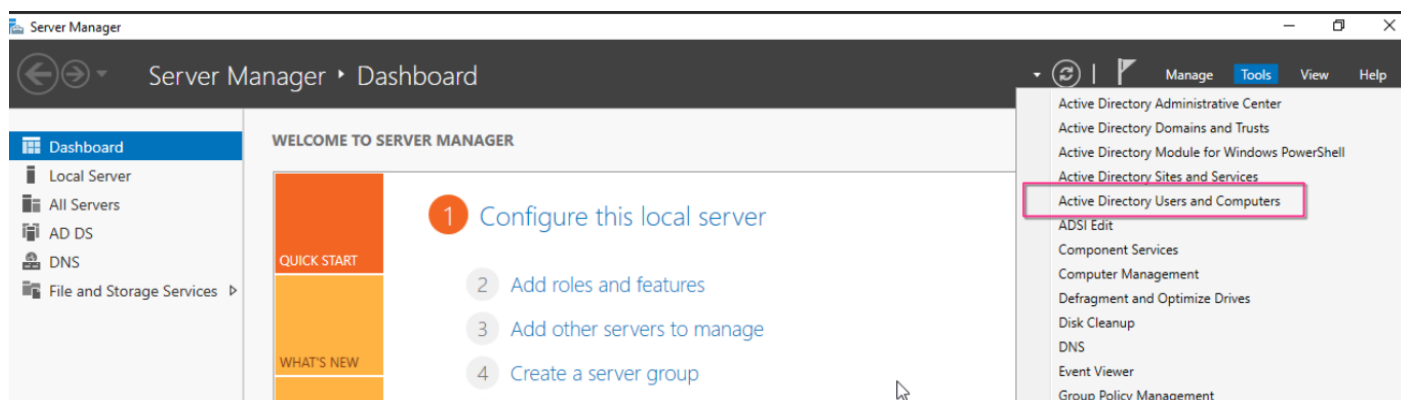 Server Manager
Server Manager ‣ Dashboard
Manage Tools View Help
Dashboard
Local Server
All Servers
AD DS
DNS
File and Storage Services
WELCOME TO SERVER MANAGER
QUICK START
WHAT'S NEW
1 Configure this local server
2 Add roles and features
3 Add other servers to manage
4 Create a server group
Active Directory Administrative Center
Active Directory Domains and Trusts
Active Directory Module for Windows PowerShell
Active Directory Sites and Services
Active Directory Users and Computers
ADSI Edit
Component Services
Computer Management
Defragment and Optimize Drives
Disk Cleanup
DNS
Event Viewer
Group Policy Management